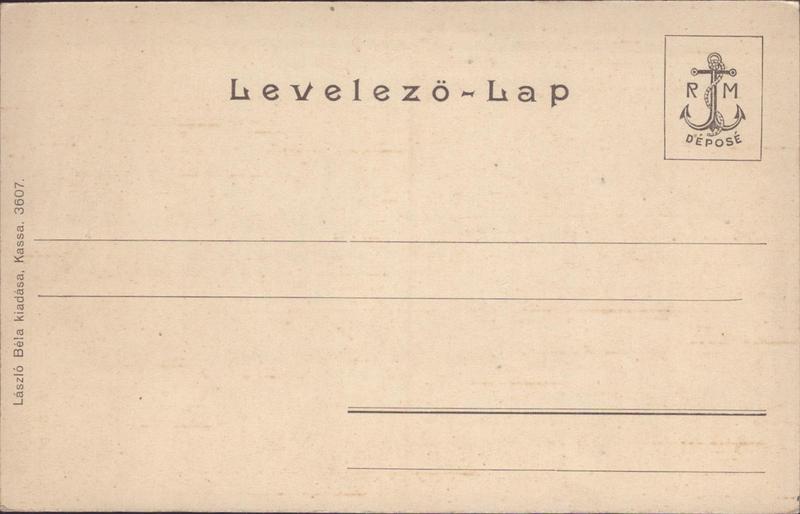 Levelező-Lap
R M
DÉPOSÉ
László Béla kiadása, Kassa. 3607.